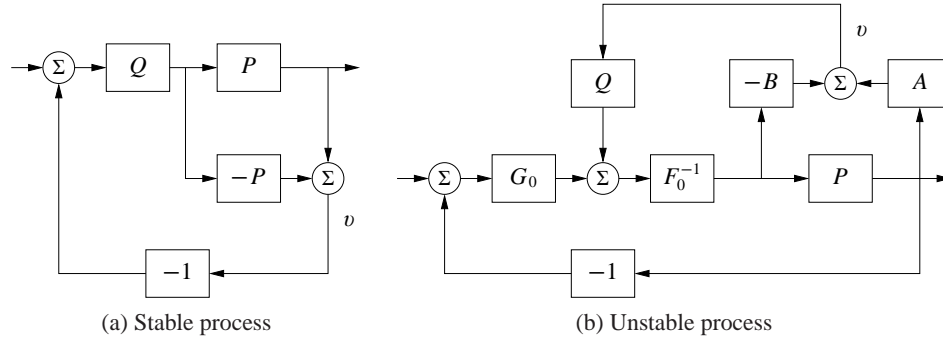 Σ
Q
P
−P
Σ
υ
−1
(a) Stable process
υ
Q
−B
Σ
A
Σ
G₀
Σ
F₀⁻¹
P
−1
(b) Unstable process